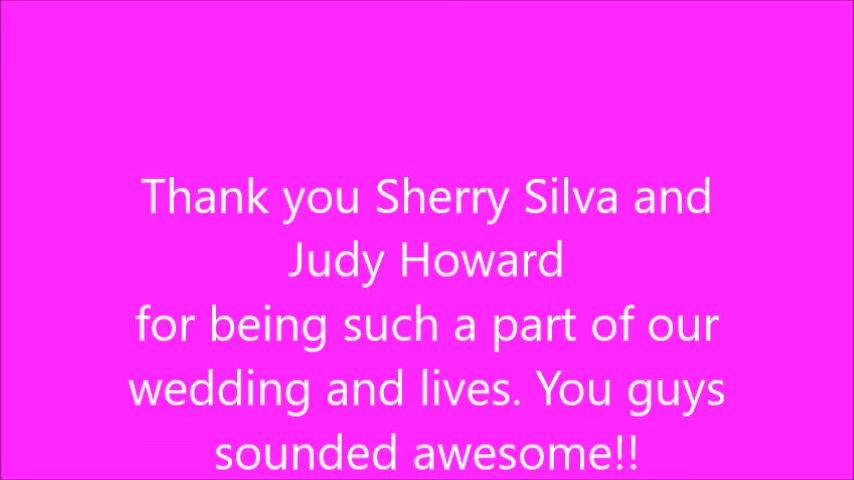 Thank you Sherry Silva and
Judy Howard
for being such a part of our
wedding and lives. You guys
sounded awesome!!